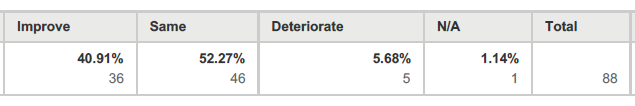 Improve Same Deteriorate N/A Total
40.91% 52.27% 5.68% 1.14%
36 46 5 1 88